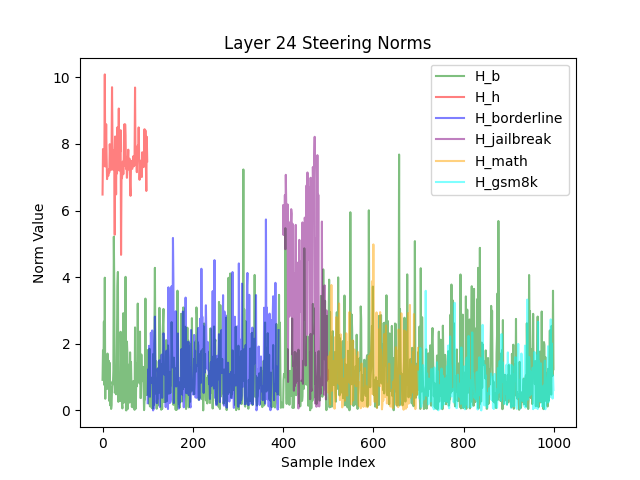 Layer 24 Steering Norms
H_b
H_h
H_borderline
H_jailbreak
H_math
H_gsm8k
Norm Value
10
8
6
4
2
0
0 200 400 600 800 1000
Sample Index